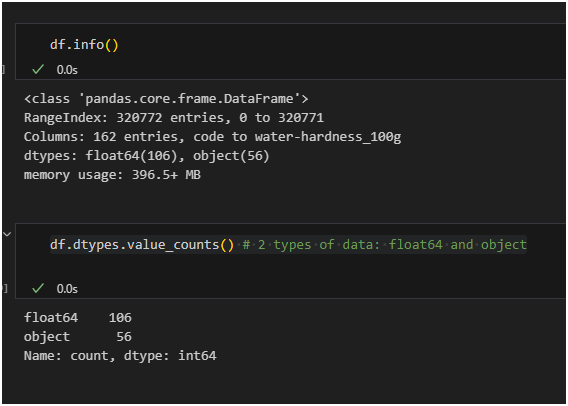 df.info()
]
0.0s
<class 'pandas.core.frame.DataFrame'>
RangeIndex: 320772 entries, 0 to 320771
Columns: 162 entries, code to water-hardness_100g
dtypes: float64(106), object(56)
memory usage: 396.5+ MB
df.dtypes.value_counts() # 2 types of data: float64 and object
]
0.0s
float64    106
object      56
Name: count, dtype: int64